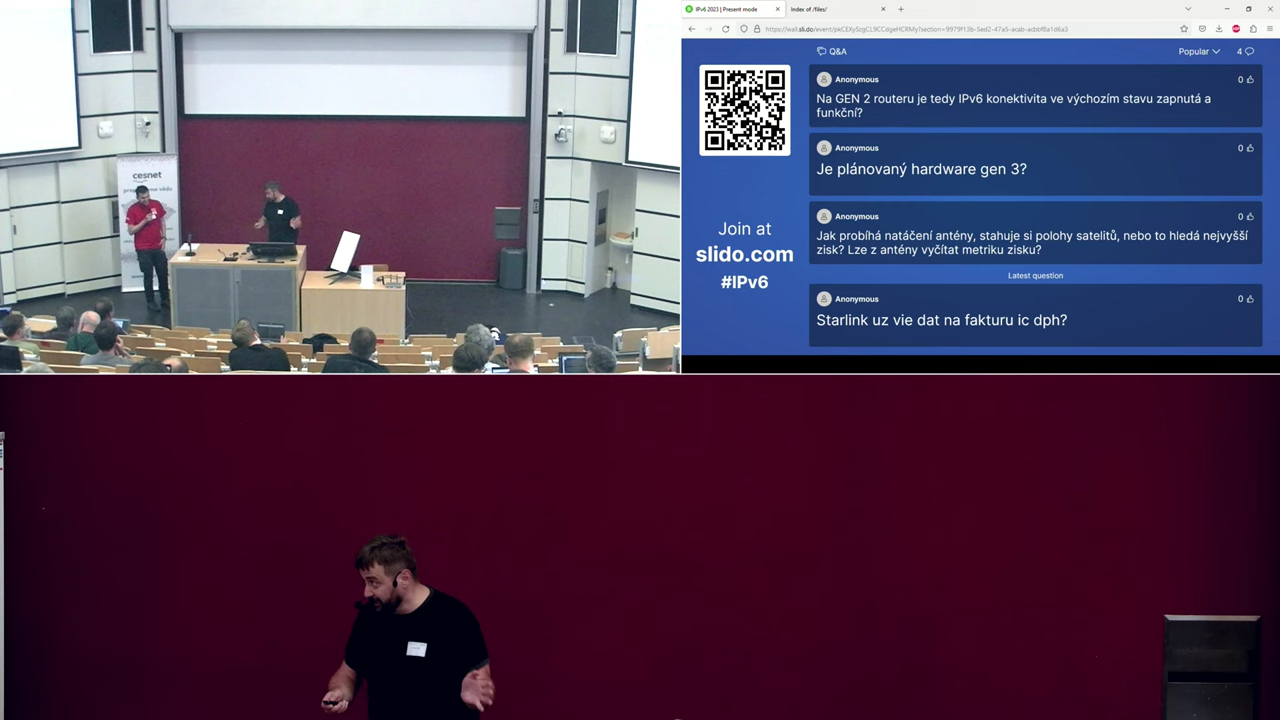 cesnet
IPv6 2023 | Present mode
Index of /files/
Q&A
Popular
4
Anonymous
0
Na GEN 2 routeru je tedy IPv6 konektivita ve výchozím stavu zapnutá a
funkční?
Anonymous
0
Je plánovaný hardware gen 3?
Anonymous
0
Jak probíhá natáčení antény, stahuje si polohy satelitů, nebo to hledá nejvyšší
zisk? Lze z antény vyčítat metriku zisku?
Latest question
Anonymous
0
Starlink uz vie dat na fakturu ic dph?
Join at
slido.com
#IPv6